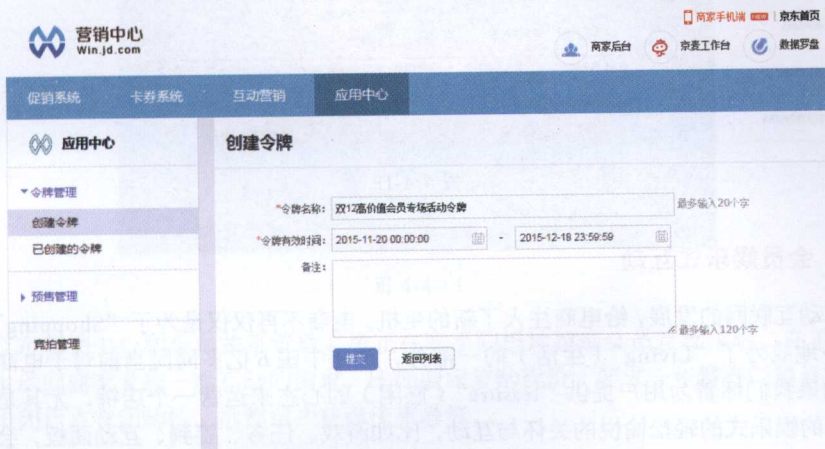 商家手机端 NEW 京东首页
营销中心
Win.jd.com
商家后台 京麦工作台 数据罗盘
促销系统 卡券系统 互动营销 应用中心
应用中心
创建令牌
令牌管理
创建令牌
已创建的令牌
预售管理
竞拍管理
*令牌名称: 双12高价值会员专场活动令牌 最多输入20个字
*令牌有效时间: 2015-11-20 00:00:00 - 2015-12-18 23:59:59
备注:
最多输入120个字
提交 返回列表